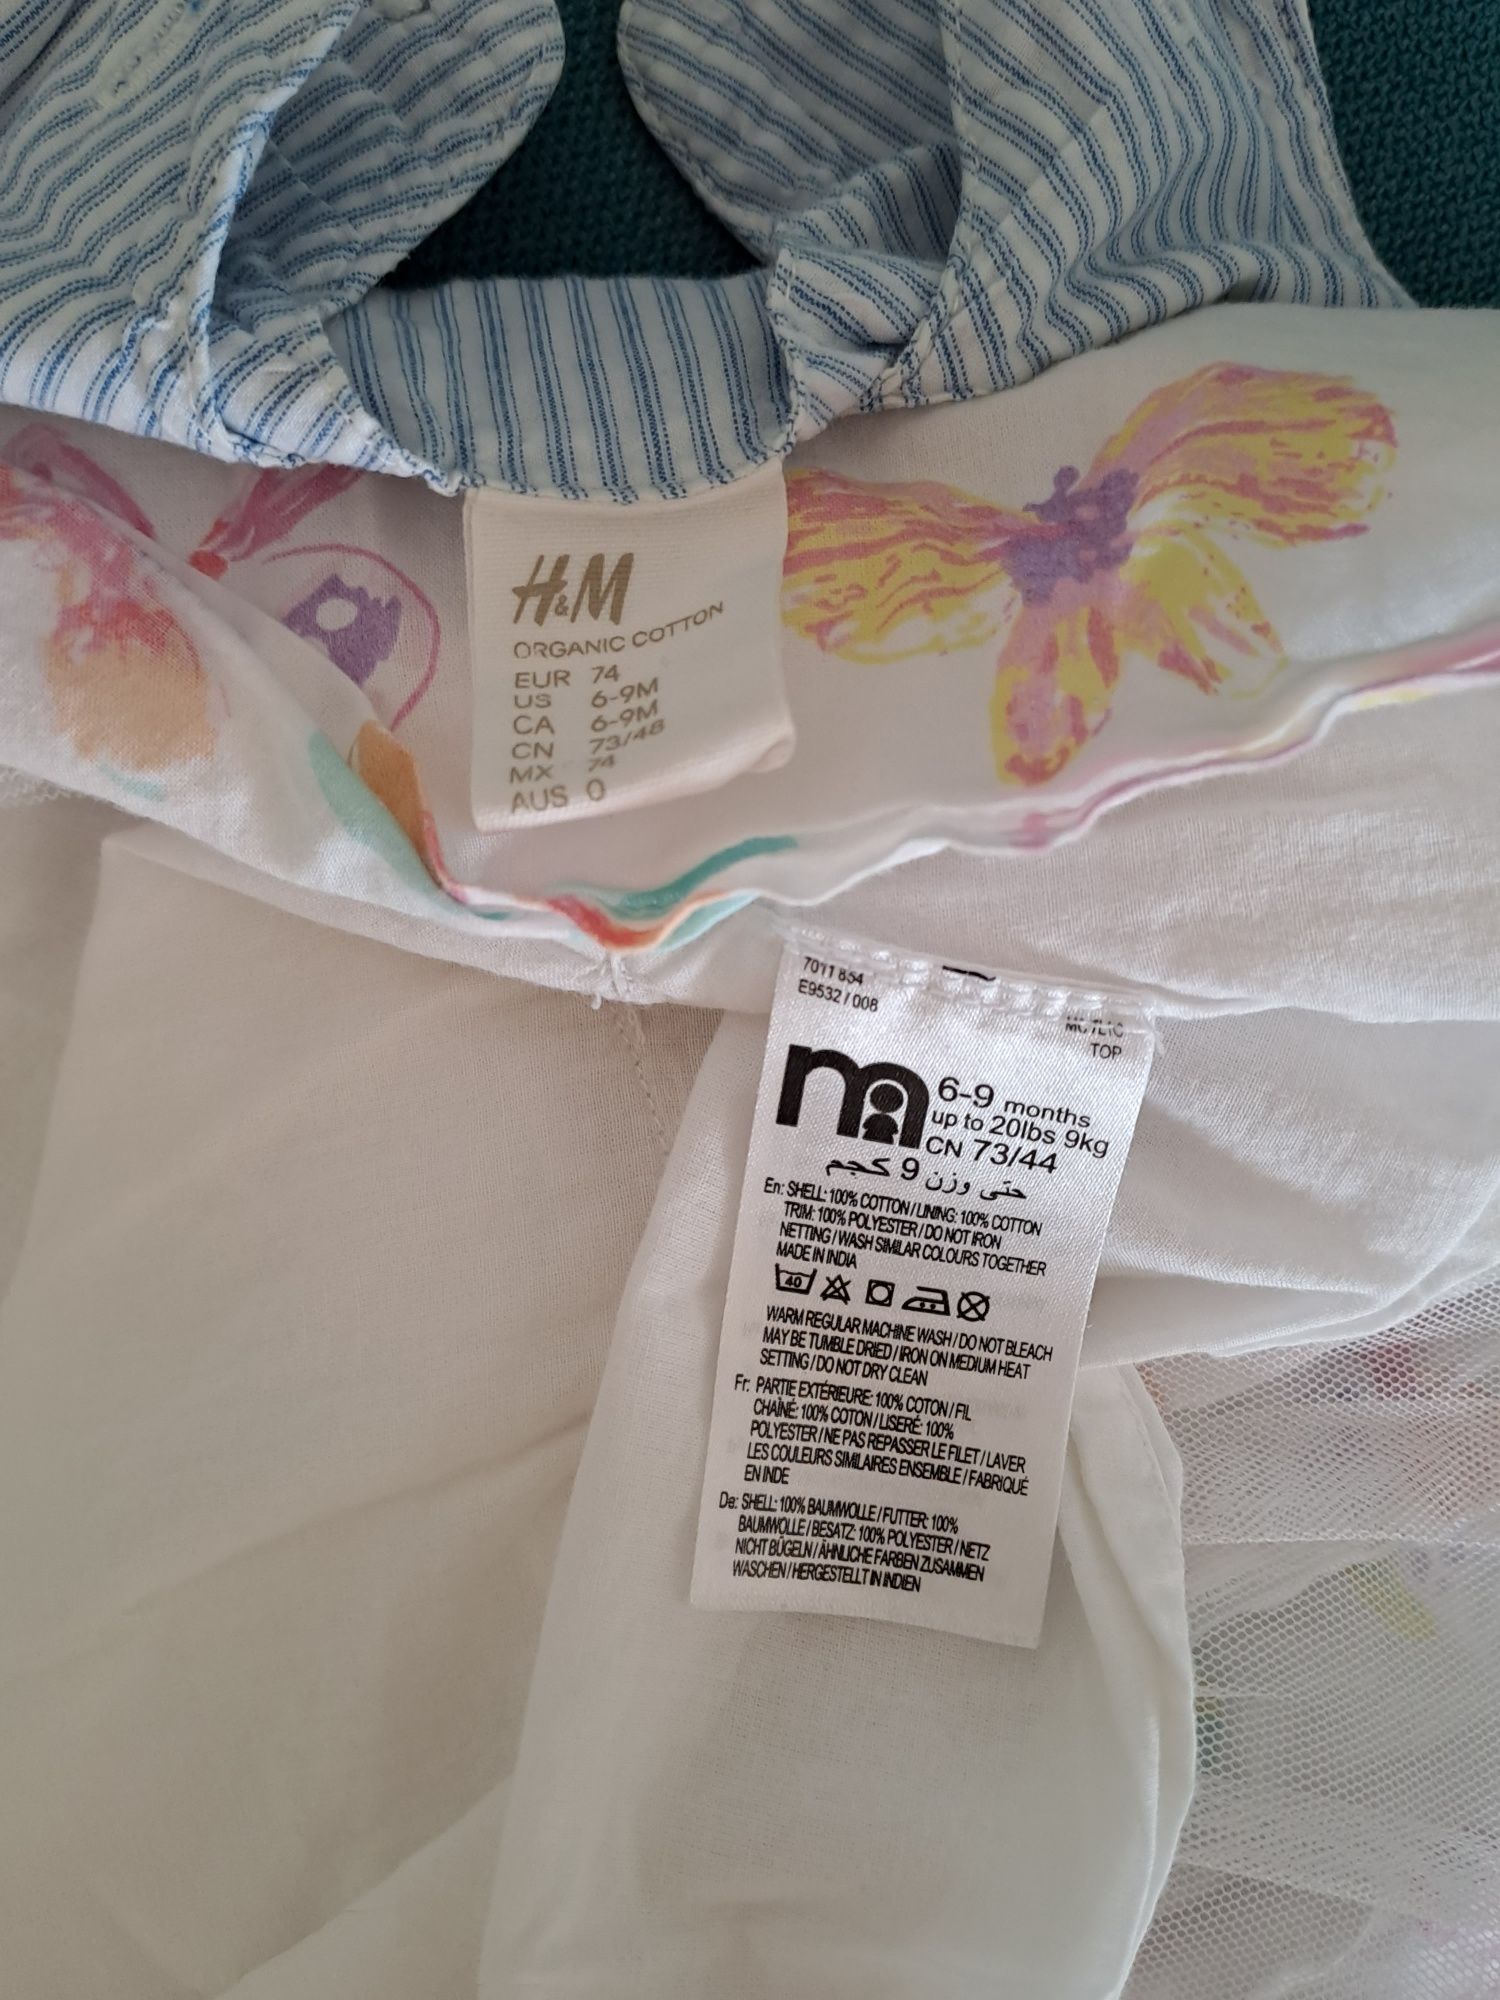 H&M
ORGANIC COTTON
EUR 74
US 6-9M
CA 6-9M
CN 73/48
MX 74
AUS 0
7011 854
E9532 / 008
TOP
6-9 months
up to 20lbs 9kg
CN 73/44
حتى وزن 9 كجم
En: SHELL: 100% COTTON / LINING: 100% COTTON
TRIM: 100% POLYESTER / DO NOT IRON
NETTING / WASH SIMILAR COLOURS TOGETHER
MADE IN INDIA
40
WARM REGULAR MACHINE WASH / DO NOT BLEACH
MAY BE TUMBLE DRIED / IRON ON MEDIUM HEAT
SETTING / DO NOT DRY CLEAN
Fr: PARTIE EXTÉRIEURE: 100% COTON / FIL
CHAÎNE: 100% COTON / LISERÉ: 100%
POLYESTER / NE PAS REPASSER LE FILET / LAVER
LES COULEURS SIMILAIRES ENSEMBLE / FABRIQUÉ
EN INDE
De: SHELL: 100% BAUMWOLLE / FUTTER: 100%
BAUMWOLLE / BESATZ: 100% POLYESTER / NETZ
NICHT BÜGELN / ÄHNLICHE FARBEN ZUSAMMEN
WASCHEN / HERGESTELLT IN INDIEN